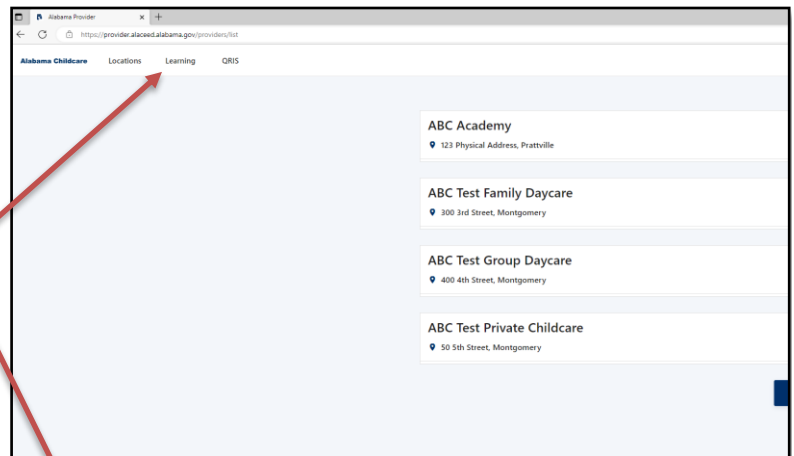 Alabama Provider
https://provider.alaceed.alabama.gov/providers/list
Alabama Childcare Locations Learning QRIS
ABC Academy
123 Physical Address, Prattville
ABC Test Family Daycare
300 3rd Street, Montgomery
ABC Test Group Daycare
400 4th Street, Montgomery
ABC Test Private Childcare
50 5th Street, Montgomery